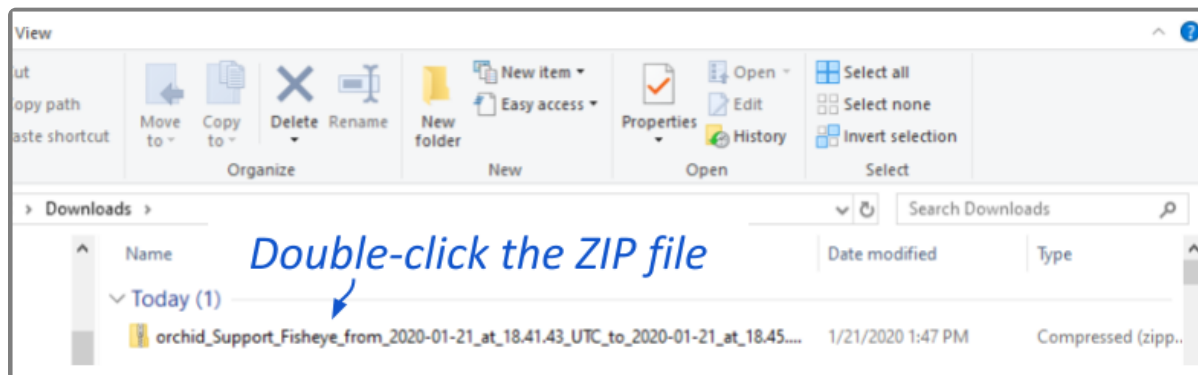 View
ut
opy path
aste shortcut
Move to
Copy to
Delete
Rename
Organize
New folder
New item
Easy access
New
Properties
Open
Edit
History
Open
Select all
Select none
Invert selection
Select
> Downloads >
Search Downloads
Double-click the ZIP file
Name
Date modified
Type
Today (1)
orchid_Support_Fisheye_from_2020-01-21_at_18.41.43_UTC_to_2020-01-21_at_18.45.... 1/21/2020 1:47 PM Compressed (zipp...